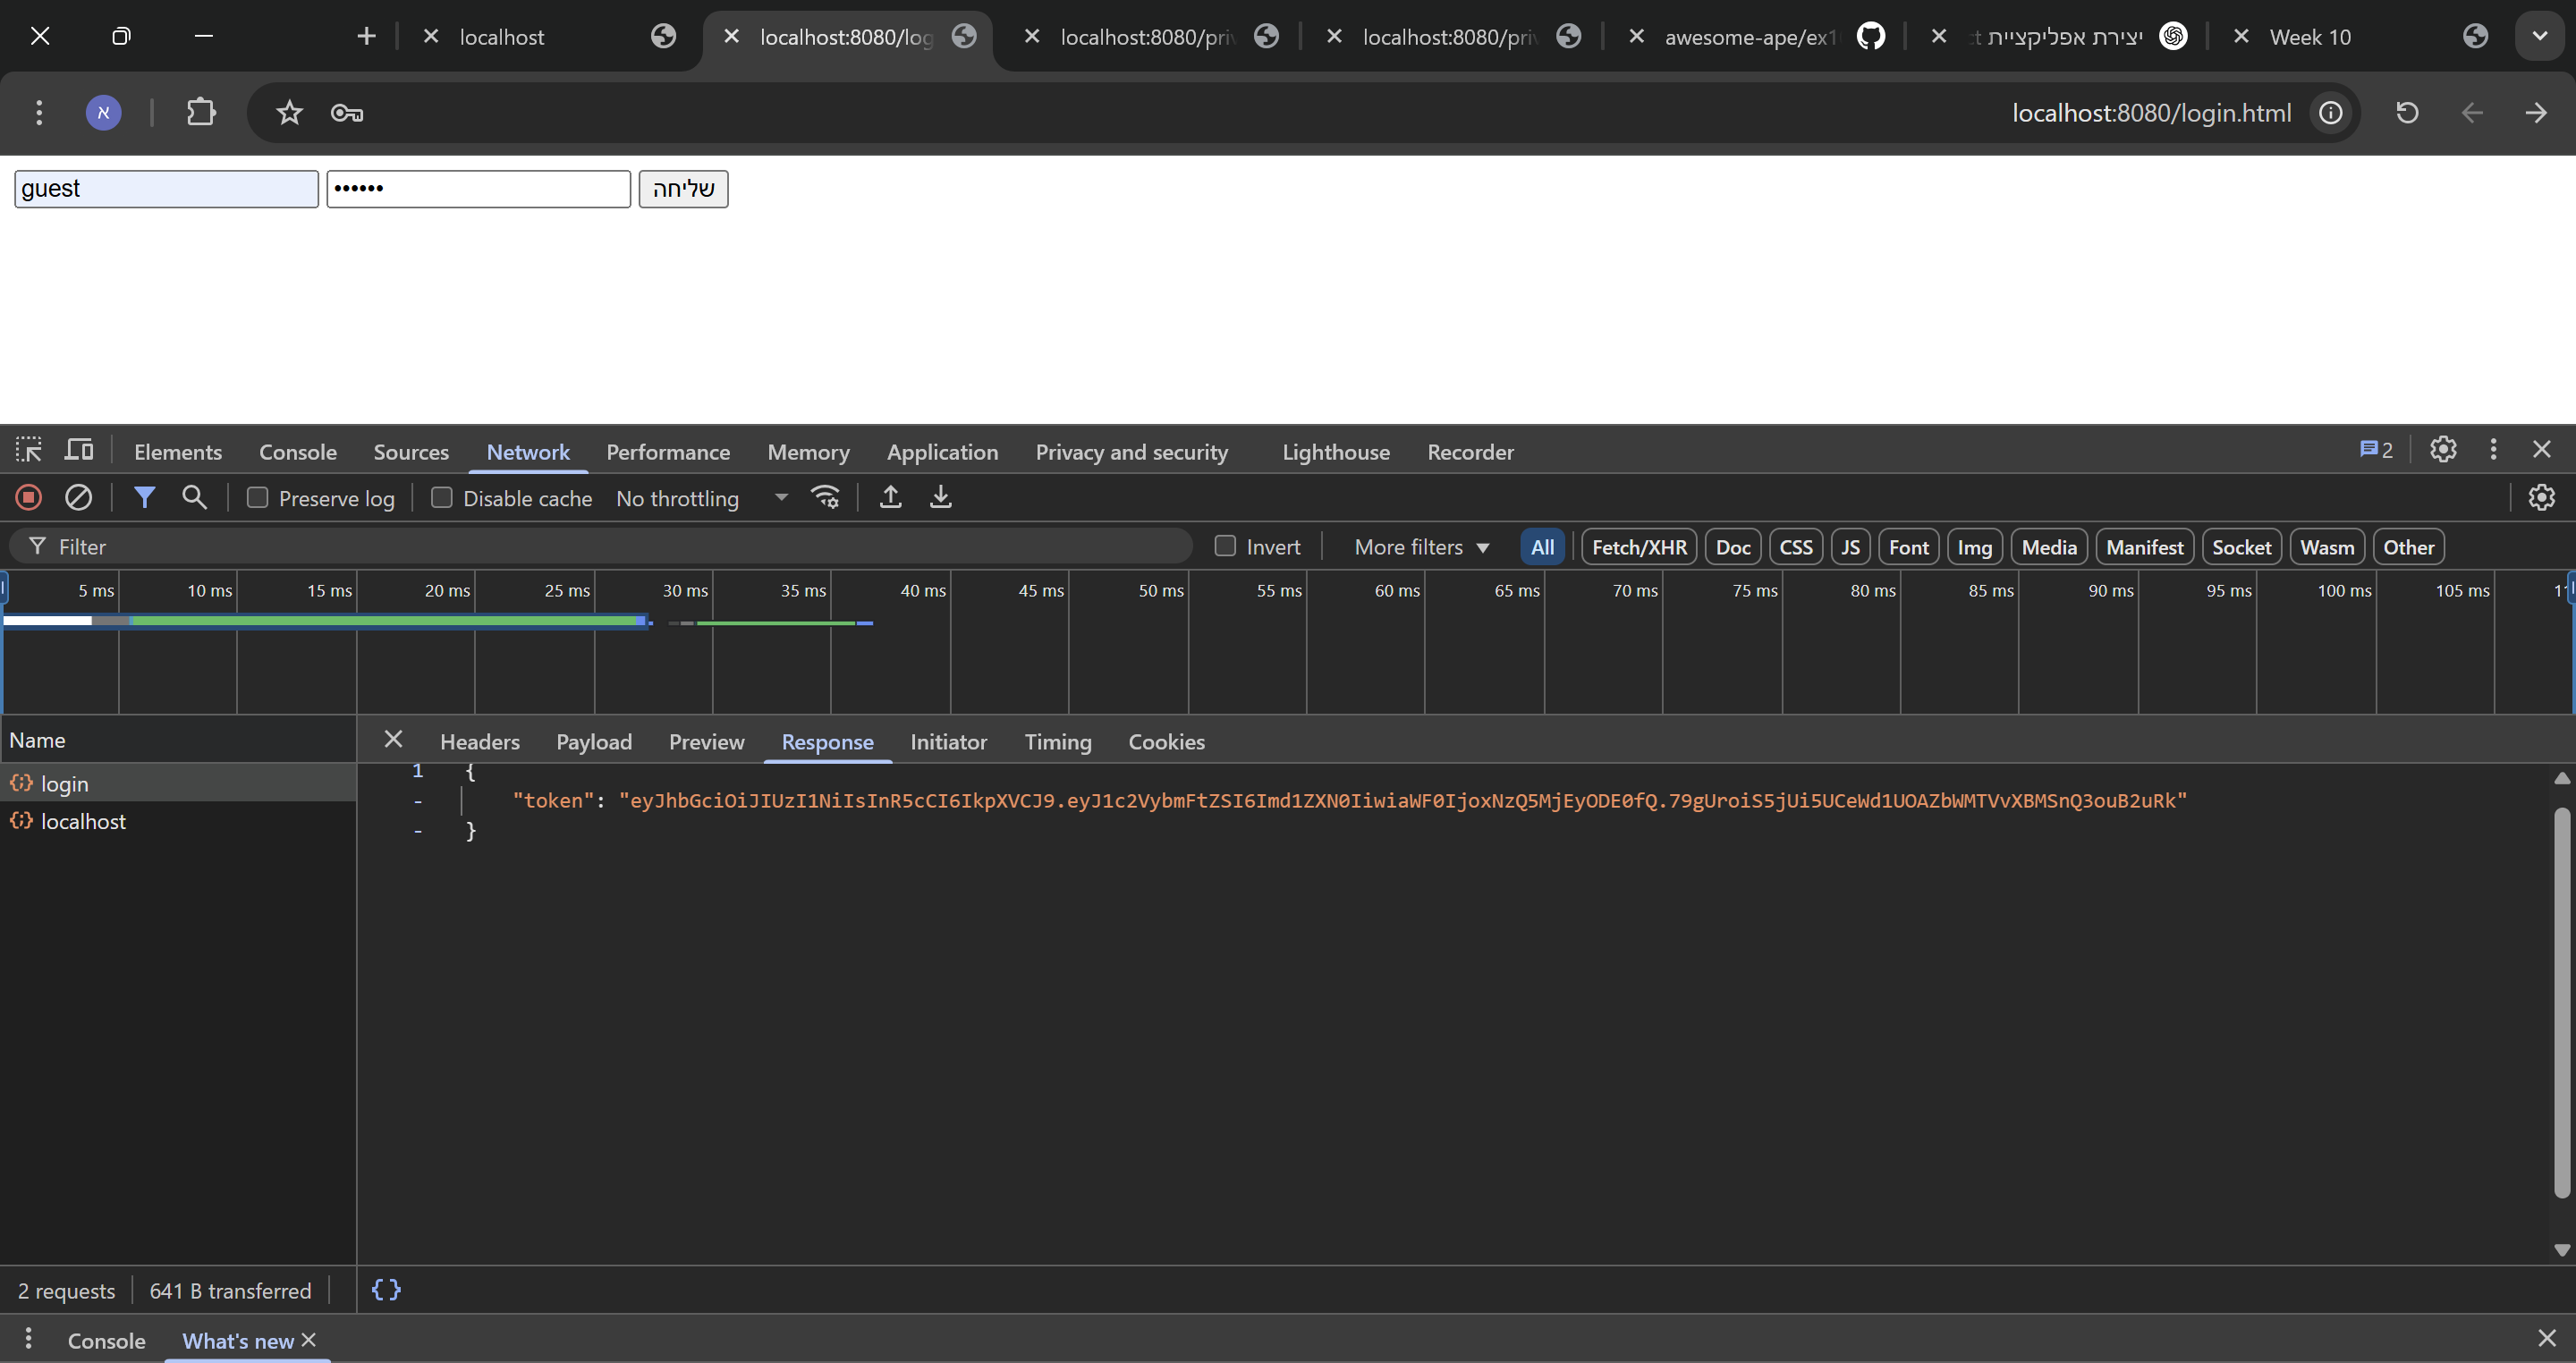 localhost
localhost:8080/log
localhost:8080/pri
localhost:8080/pri
awesome-ape/ex1
יצירת אפליקציית
Week 10
א
localhost:8080/login.html
guest
••••••
שליחה
Elements Console Sources Network Performance Memory Application Privacy and security Lighthouse Recorder 2
Preserve log Disable cache No throttling
Filter Invert More filters All Fetch/XHR Doc CSS JS Font Img Media Manifest Socket Wasm Other
5 ms 10 ms 15 ms 20 ms 25 ms 30 ms 35 ms 40 ms 45 ms 50 ms 55 ms 60 ms 65 ms 70 ms 75 ms 80 ms 85 ms 90 ms 95 ms 100 ms 105 ms 11
Name
Headers Payload Preview Response Initiator Timing Cookies
login
localhost
1 {
- "token": "eyJhbGciOiJIUzI1NiIsInR5cCI6IkpXVCJ9.eyJ1c2VybmFtZSI6Imd1ZXN0IiwiaWF0IjoxNzQ5MjEyODE0fQ.79gUroiS5jUi5UCeWd1UOAZbWMTVvXBMSnQ3ouB2uRk"
- }
2 requests 641 B transferred
{ }
Console What's new